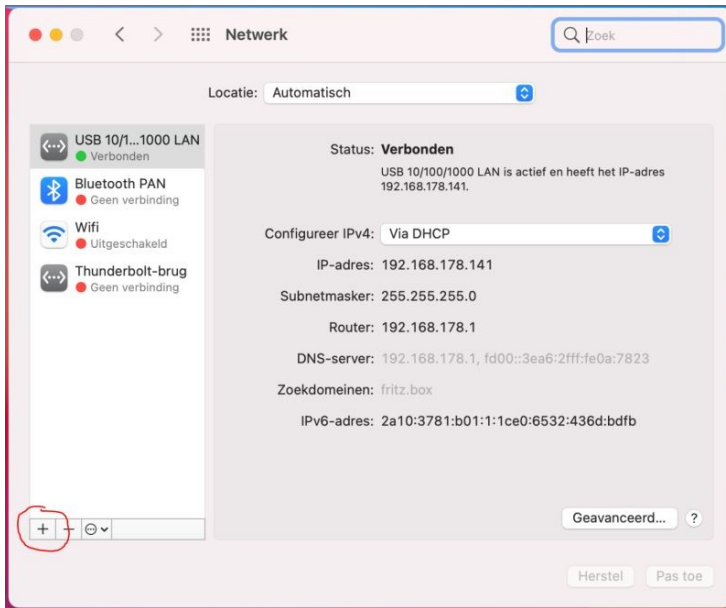 Netwerk
Zoek
Locatie: Automatisch
USB 10/1...1000 LAN
Verbonden
Bluetooth PAN
Geen verbinding
Wifi
Uitgeschakeld
Thunderbolt-brug
Geen verbinding
Status: Verbonden
USB 10/100/1000 LAN is actief en heeft het IP-adres
192.168.178.141.
Configureer IPv4: Via DHCP
IP-adres: 192.168.178.141
Subnetmasker: 255.255.255.0
Router: 192.168.178.1
DNS-server: 192.168.178.1, fd00::3ea6:2fff:fe0a:7823
Zoekdomeinen: fritz.box
IPv6-adres: 2a10:3781:b01:1:1ce0:6532:436d:bdfb
Geavanceerd... ?
Herstel Pas toe